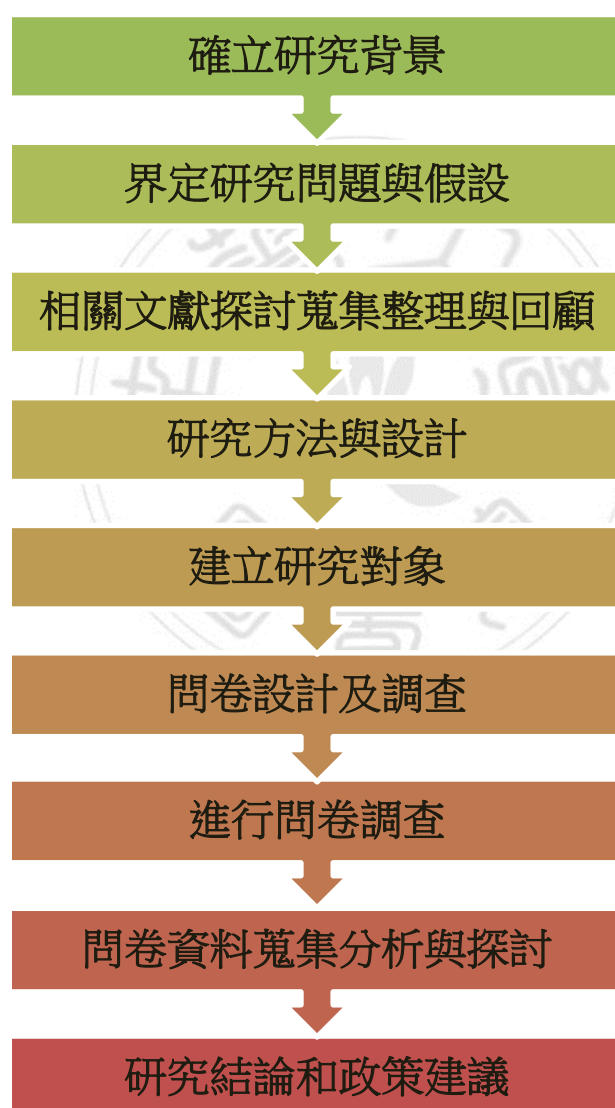 確立研究背景
界定研究問題與假設
相關文獻探討蒐集整理與回顧
研究方法與設計
建立研究對象
問卷設計及調查
進行問卷調查
問卷資料蒐集分析與探討
研究結論和政策建議